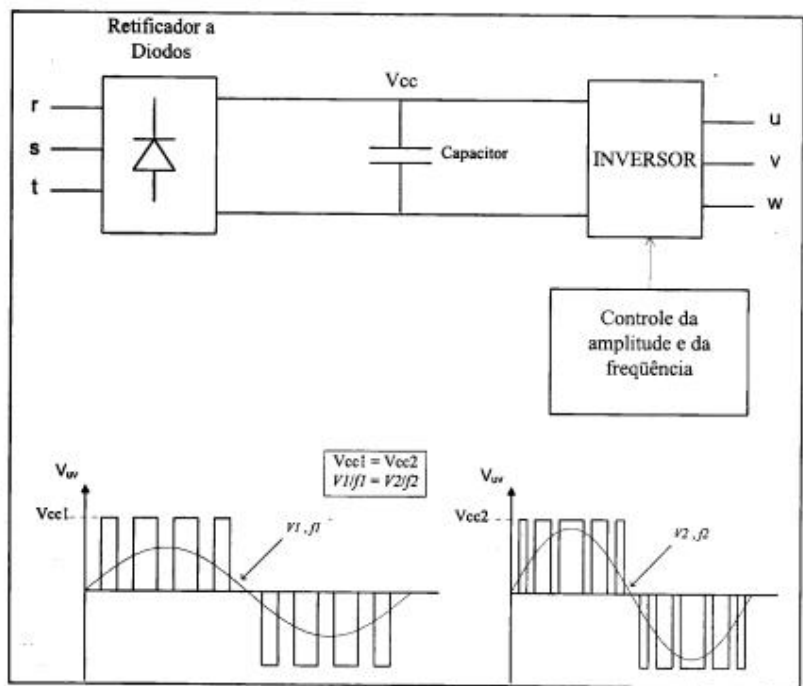 Retificador a
Diodos
Vcc
r
s
t
Capacitor
INVERSOR
u
v
w
Controle da
amplitude e da
freqüência
Vuv
Vcc1 = Vcc2
V1/f1 = V2/f2
Vuv
Vcc1
V1, f1
Vcc2
V2, f2